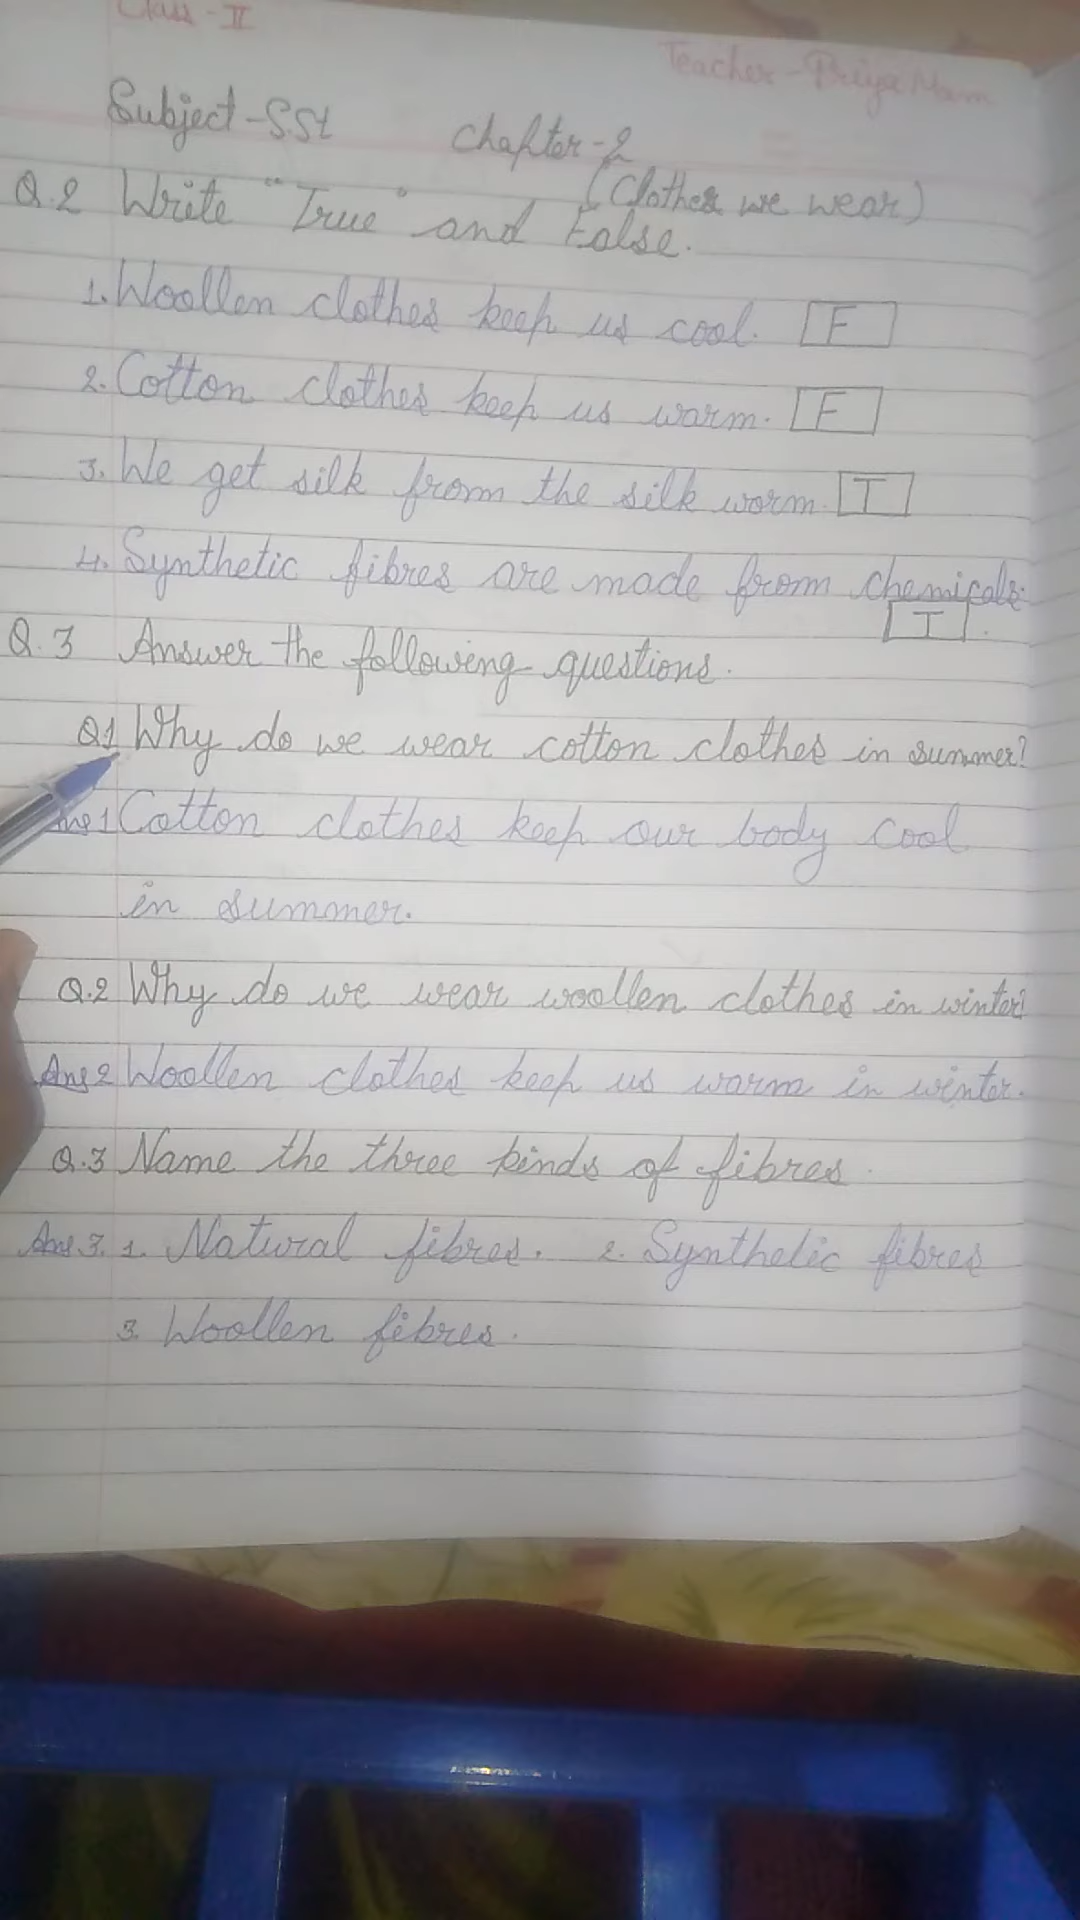 Class - II
Teacher - Priya Mam
Subject - S.St Chapter - 2
(Clothes we wear)
Q.2 Write "True" and False.
1. Woollen clothes keep us cool. F
2. Cotton clothes keep us warm. F
3. We get silk from the silk worm. T
4. Synthetic fibres are made from chemicals.
T
Q.3 Answer the following questions.
Q1 Why do we wear cotton clothes in summer?
Ans 1 Cotton clothes keep our body cool
in summer.
Q.2 Why do we wear woollen clothes in winter?
Ans 2 Woollen clothes keep us warm in winter.
Q.3 Name the three kinds of fibres.
Ans 3. 1. Natural fibres. 2. Synthetic fibres
3. Woollen fibres.